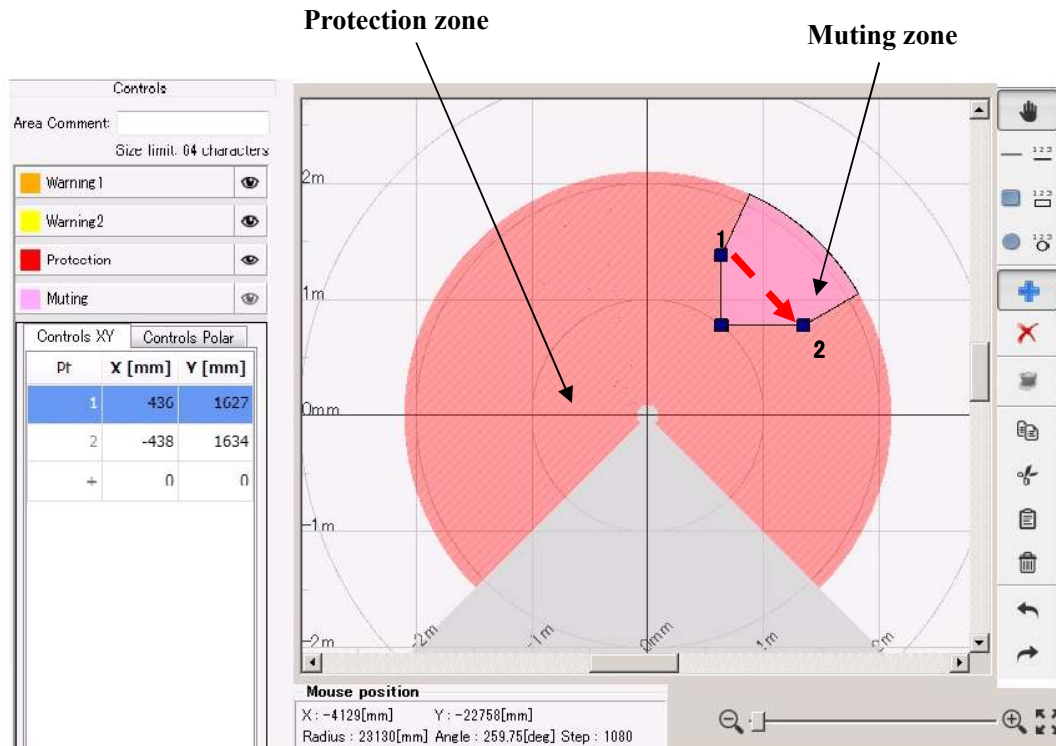 Protection zone
Muting zone
Controls
Area Comment:
Size limit. 64 characters
Warning1
Warning2
Protection
Muting
Controls XY Controls Polar
Pt X [mm] Y [mm]
1 436 1627
2 -438 1634
+ 0 0
2m
1m
0mm
-1m
-2m
-2m -1m 0mm 1m 2m
1
2
123
123
123
Mouse position
X : -4129[mm] Y : -22758[mm]
Radius : 23130[mm] Angle : 259.75[deg] Step : 1080